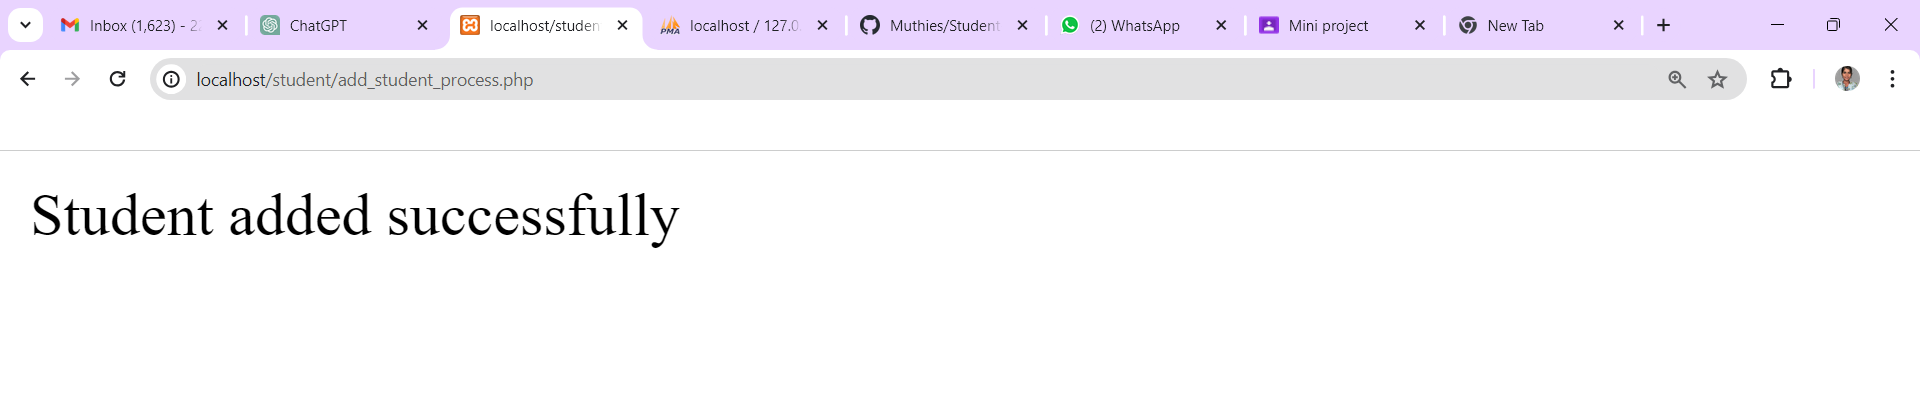 Inbox (1,623) - 2
ChatGPT
localhost/studen
localhost / 127.0.
Muthies/Student
(2) WhatsApp
Mini project
New Tab
PMA
localhost/student/add_student_process.php
Student added successfully